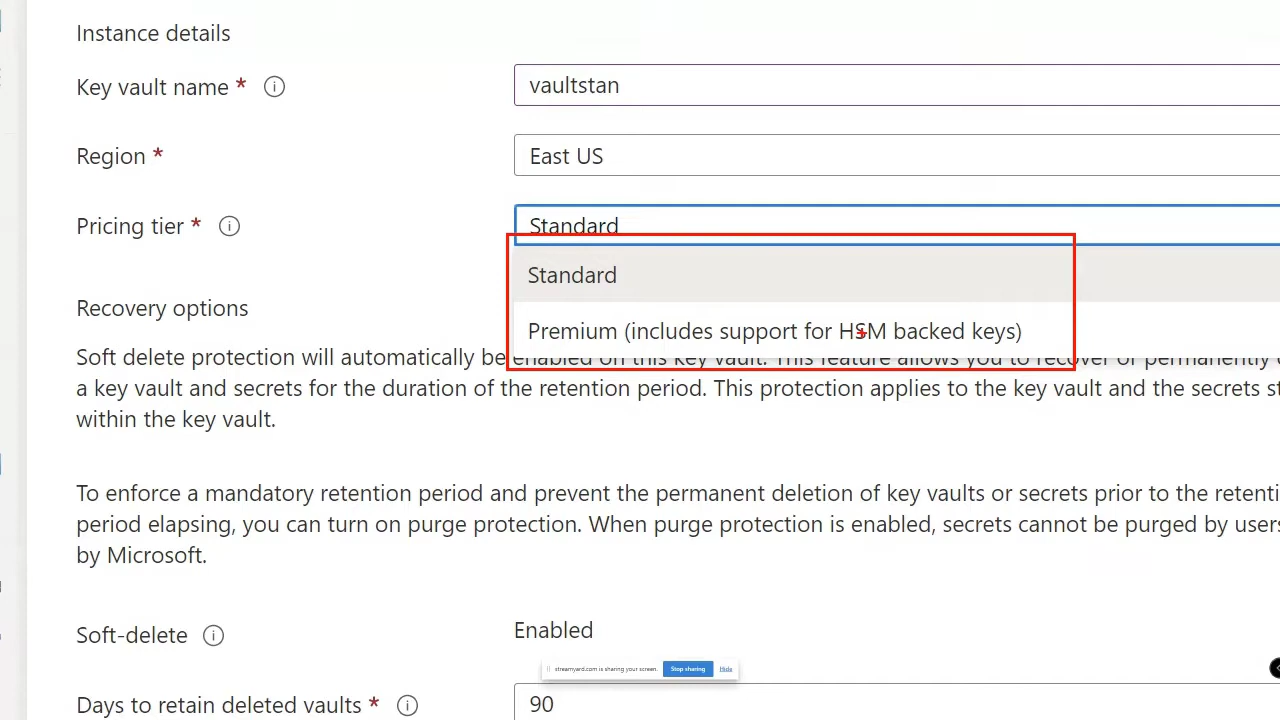 Instance details
Key vault name *
vaultstan
Region *
East US
Pricing tier *
Standard
Standard
Premium (includes support for HSM backed keys)
Recovery options
Soft delete protection will automatically be enabled on this key vault. This feature allows you to recover or permanently
a key vault and secrets for the duration of the retention period. This protection applies to the key vault and the secrets
within the key vault.
To enforce a mandatory retention period and prevent the permanent deletion of key vaults or secrets prior to the
period elapsing, you can turn on purge protection. When purge protection is enabled, secrets cannot be purged by users
by Microsoft.
Soft-delete
Enabled
streamyard.com is sharing your screen.
Stop sharing
Hide
Days to retain deleted vaults *
90